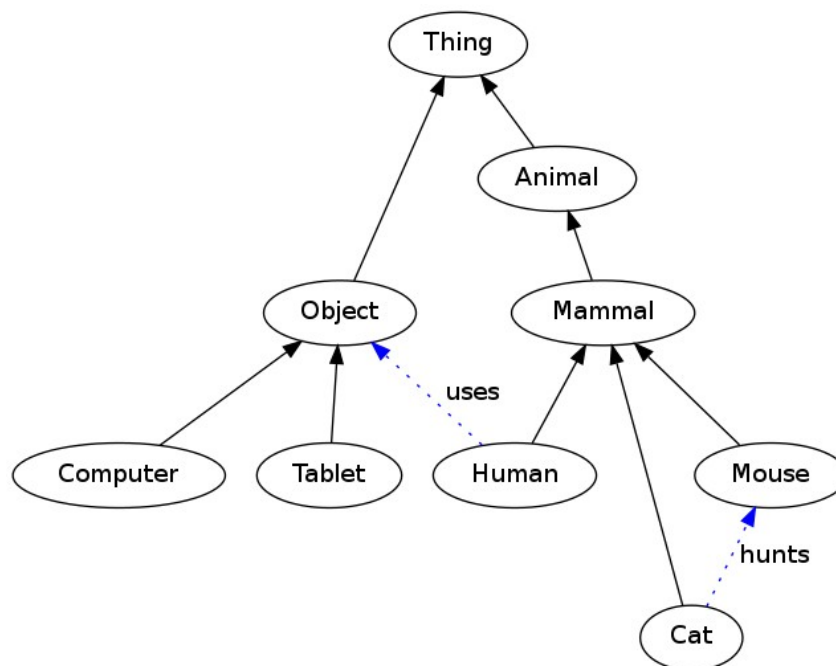 Thing
Animal
Object
Mammal
uses
Computer
Tablet
Human
Mouse
hunts
Cat